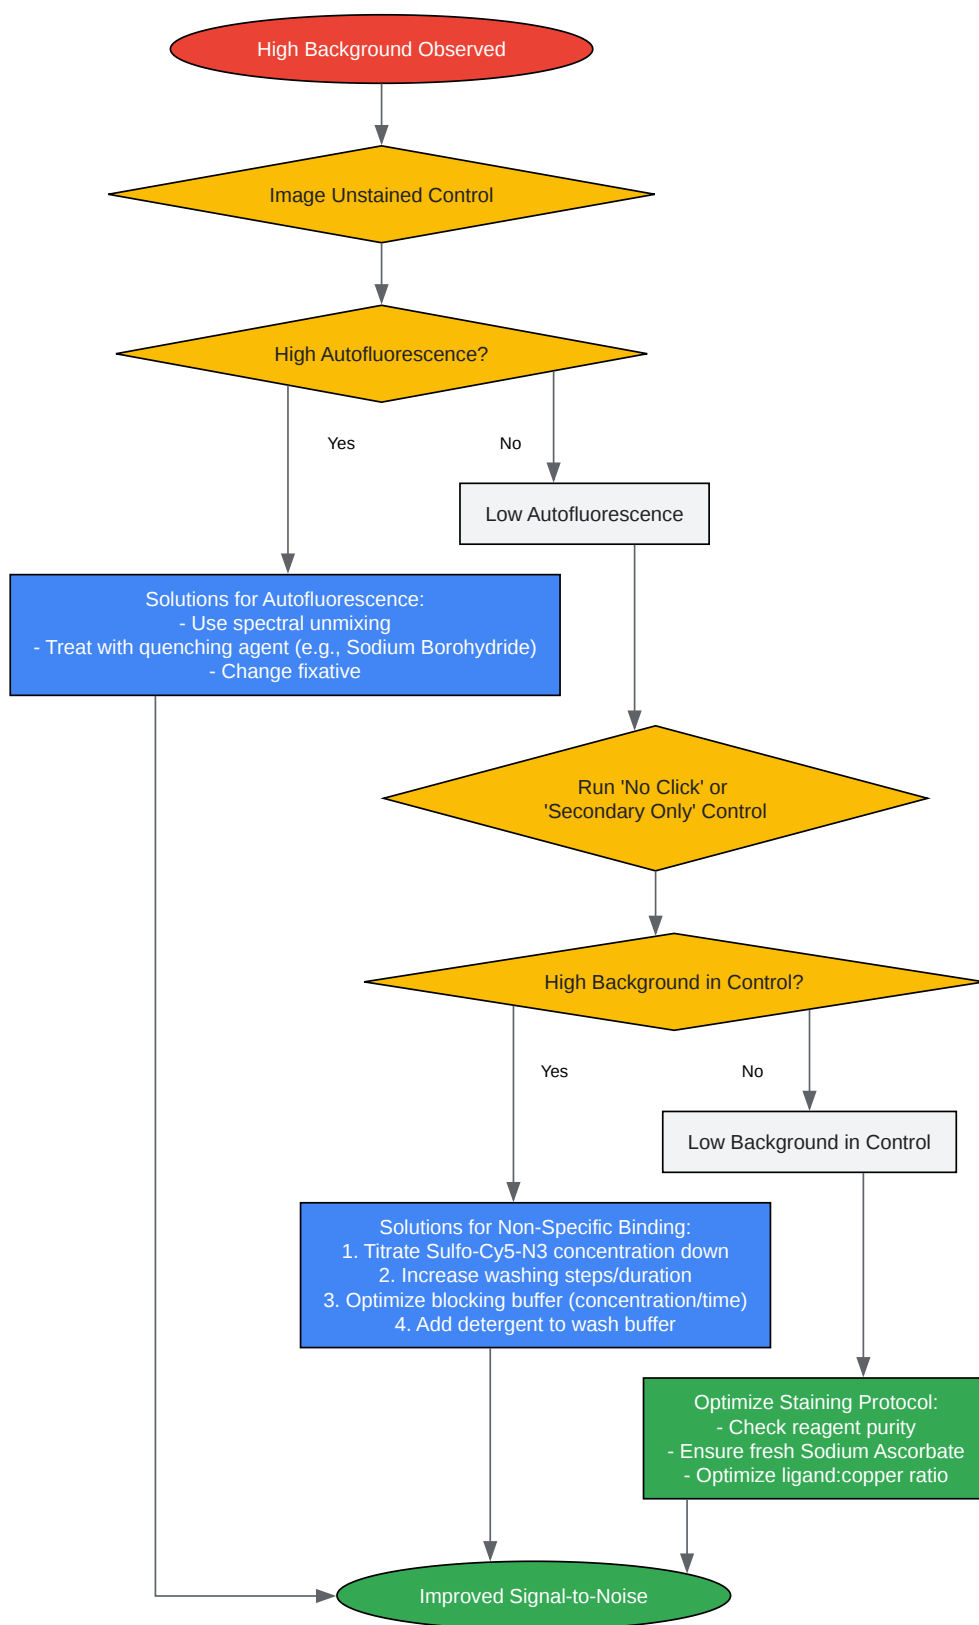 High Background Observed
Image Unstained Control
High Autofluorescence?
Yes
No
Low Autofluorescence
Solutions for Autofluorescence:
- Use spectral unmixing
- Treat with quenching agent (e.g., Sodium Borohydride)
- Change fixative
Run 'No Click' or
'Secondary Only' Control
High Background in Control?
Yes
No
Low Background in Control
Solutions for Non-Specific Binding:
1. Titrate Sulfo-Cy5-N3 concentration down
2. Increase washing steps/duration
3. Optimize blocking buffer (concentration/time)
4. Add detergent to wash buffer
Optimize Staining Protocol:
- Check reagent purity
- Ensure fresh Sodium Ascorbate
- Optimize ligand:copper ratio
Improved Signal-to-Noise